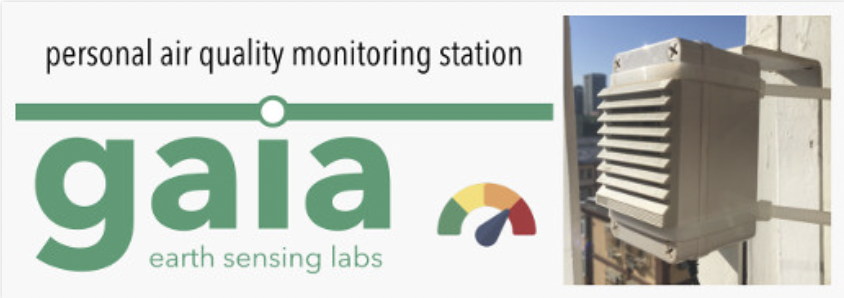 personal air quality monitoring station
gaia
earth sensing labs